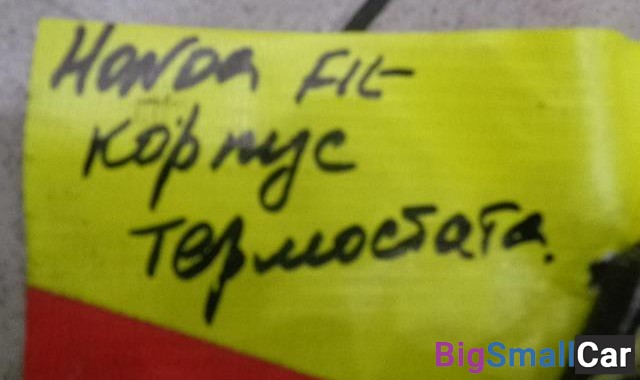 Honda Fit
корпус
термостата.
BigSmallCar